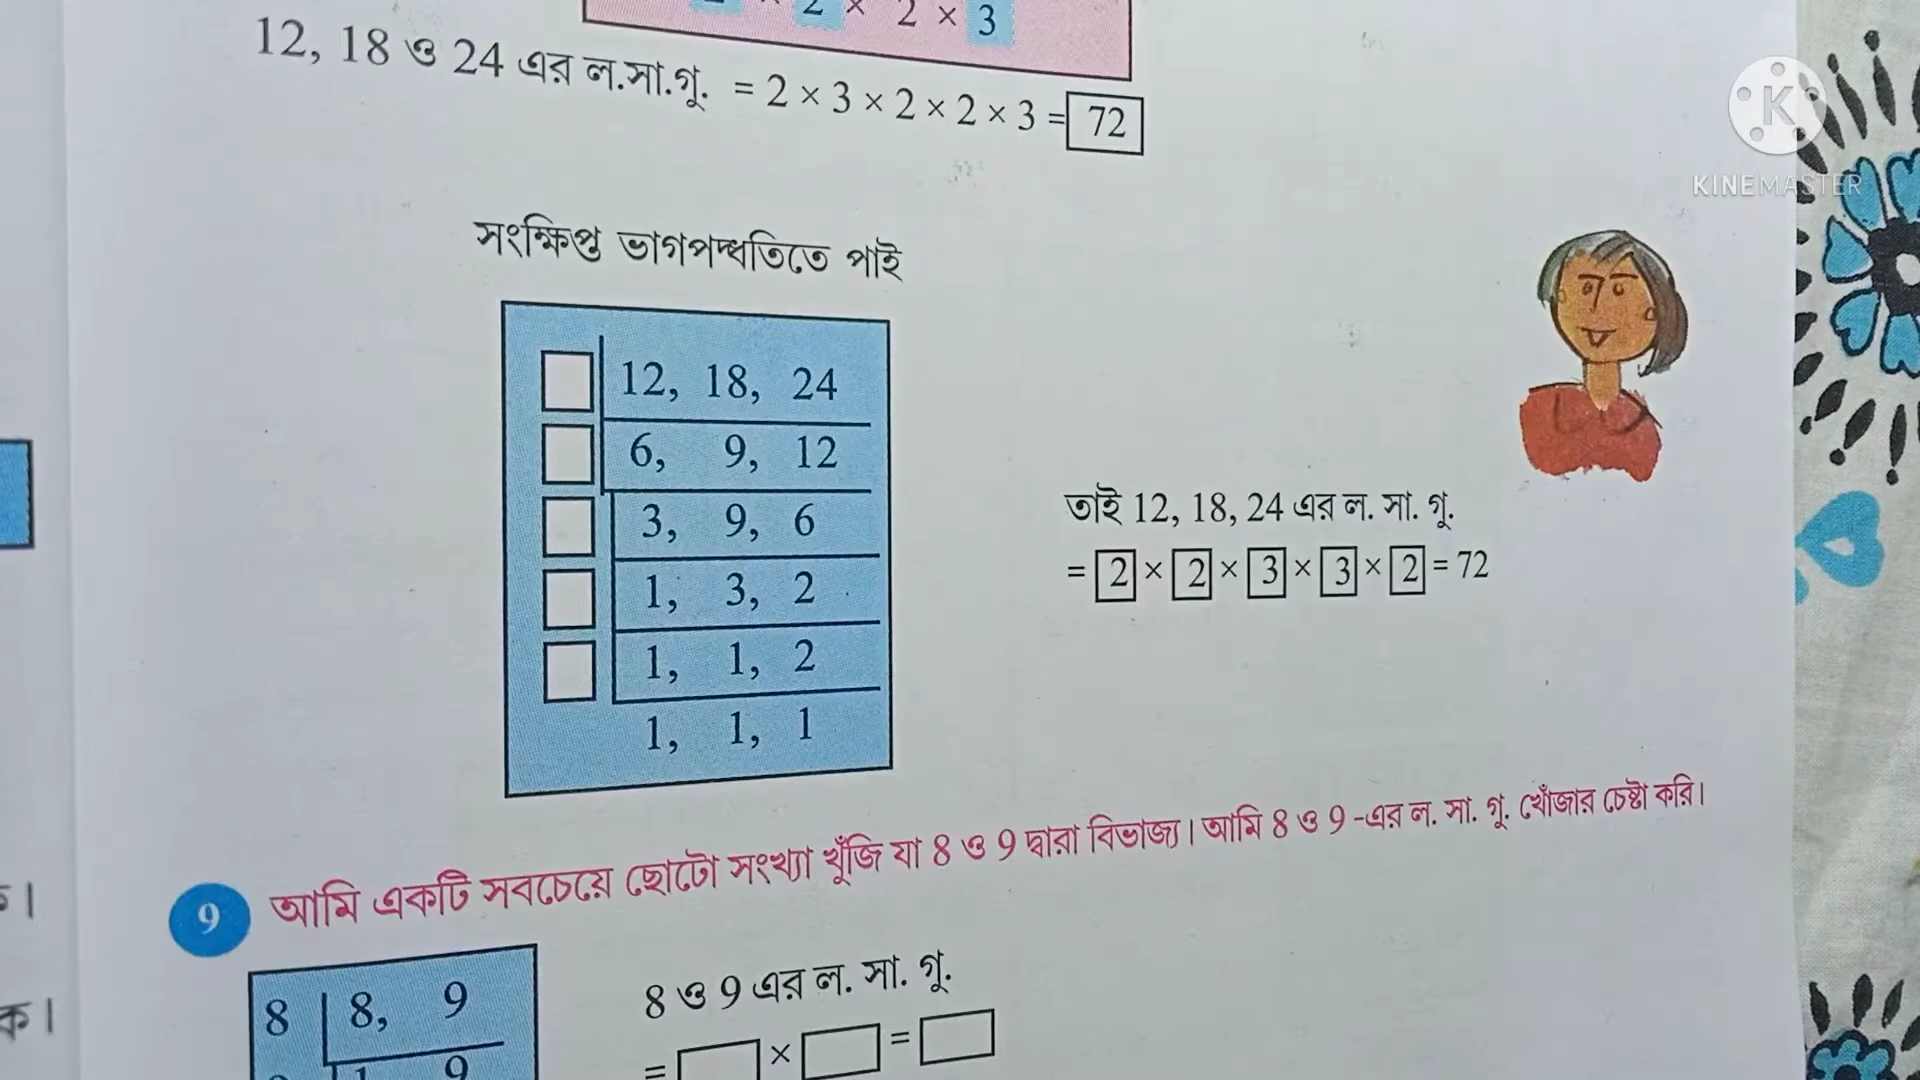 × 2 × 2 × 3
12, 18 ও 24 এর ল.সা.গূ. = 2 × 3 × 2 × 2 × 3 = 72
KINEMASTER
সংক্ষিপ্ত ভাগপদ্ধতিতে পাই
12, 18, 24
6, 9, 12
3, 9, 6
1, 3, 2
1, 1, 2
1, 1, 1
তাই 12, 18, 24 এর ল. সা. গূ.
= 2 × 2 × 3 × 3 × 2 = 72
9 আমি একটি সবচেয়ে ছোটো সংখ্যা খুঁজি যা 8 ও 9 দ্বারা বিভাজ্য। আমি 8 ও 9 -এর ল. সা. গূ. খোঁজার চেষ্টা করি।
8 8, 9
1 9
8 ও 9 এর ল. সা. গূ.
= × =
ক।